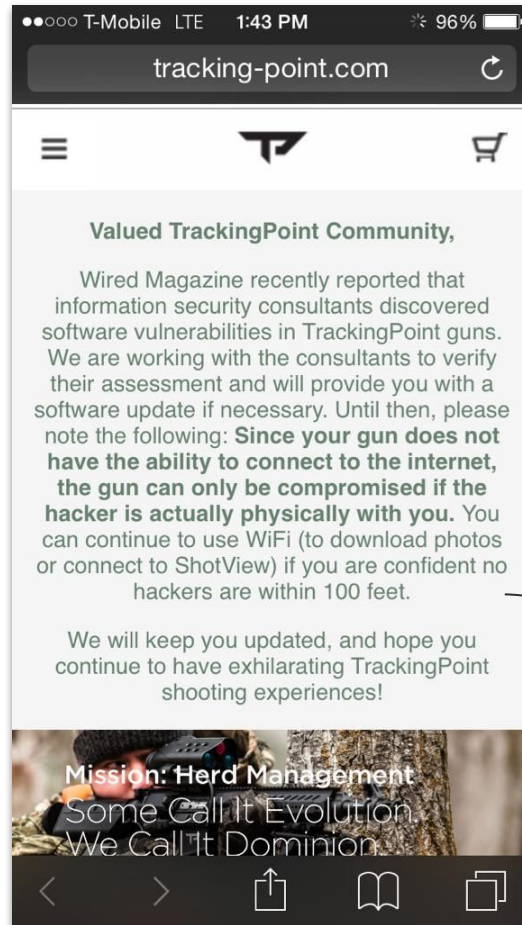 T-Mobile LTE 1:43 PM 96%
tracking-point.com
Valued TrackingPoint Community,
Wired Magazine recently reported that
information security consultants discovered
software vulnerabilities in TrackingPoint guns.
We are working with the consultants to verify
their assessment and will provide you with a
software update if necessary. Until then, please
note the following: Since your gun does not
have the ability to connect to the internet,
the gun can only be compromised if the
hacker is actually physically with you. You
can continue to use WiFi (to download photos
or connect to ShotView) if you are confident no
hackers are within 100 feet.
We will keep you updated, and hope you
continue to have exhilarating TrackingPoint
shooting experiences!
Mission: Herd Management
Some Call It Evolution.
We Call It Dominion.